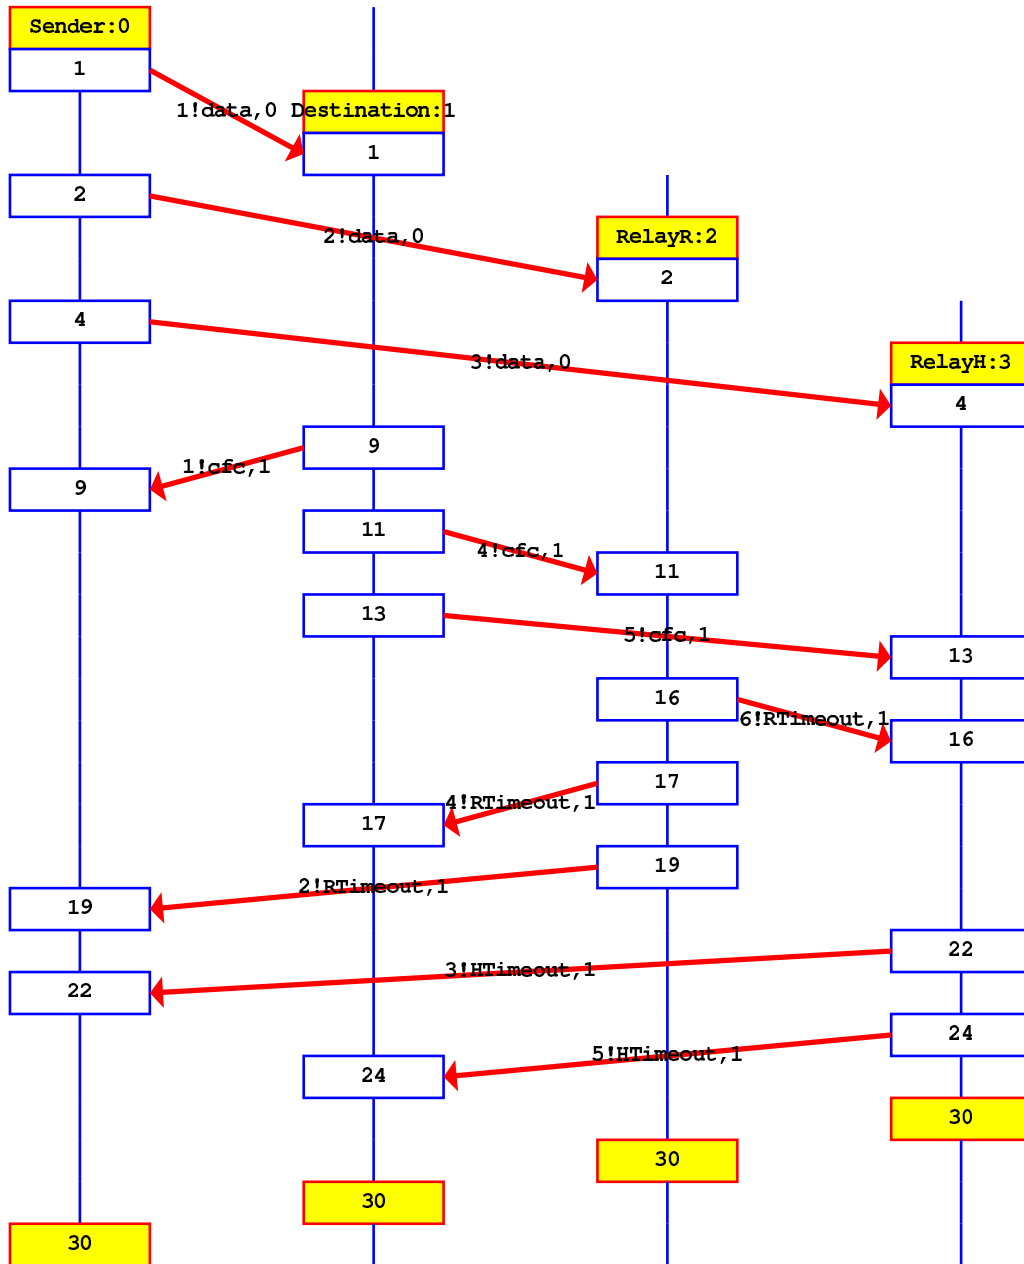 Sender:0
1
1!data,0 Destination:1
1
2
2!data,0 RelayR:2
2
4
3!data,0 RelayH:3
4
9
1!cfc,1
9
11
4!cfc,1
11
13
5!cfc,1
13
16
6!RTimeout,1
16
17
4!RTimeout,1
17
19
2!RTimeout,1
19
22
3!HTimeout,1
22
24
5!HTimeout,1
24
30
30
30
30